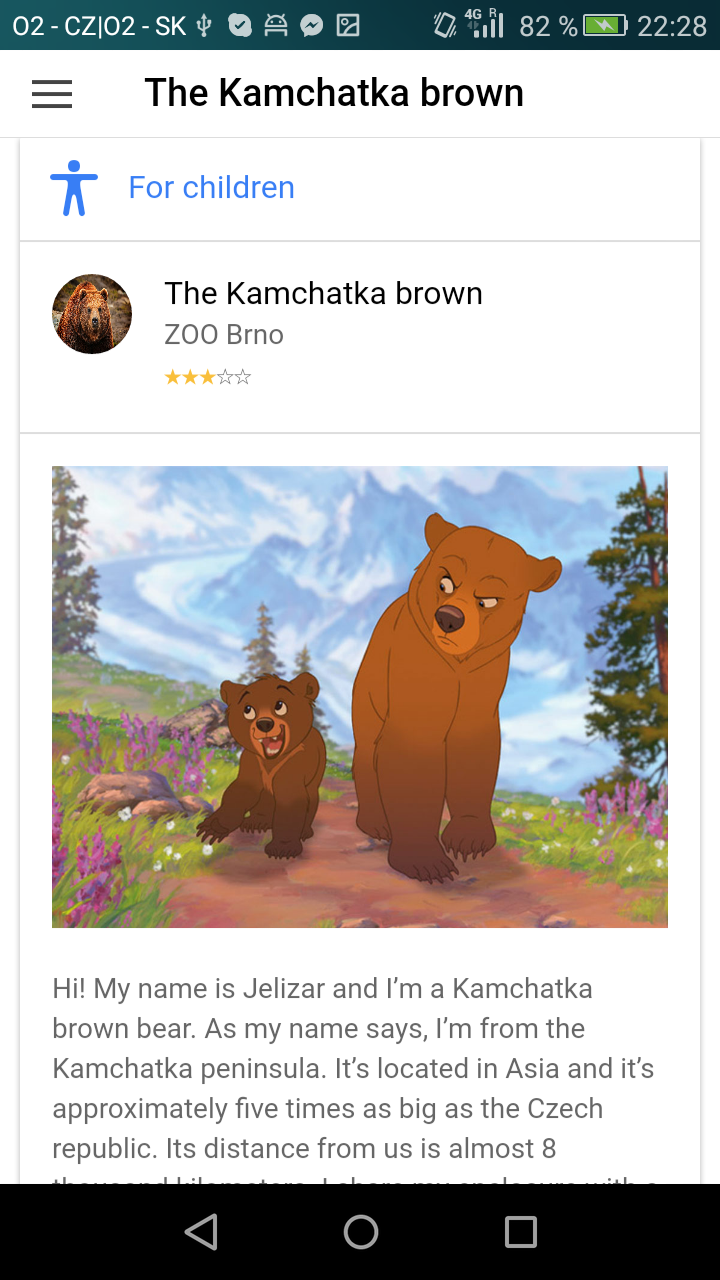 O2 - CZ|O2 - SK 4G R 82 % 22:28
The Kamchatka brown
For children
The Kamchatka brown
ZOO Brno
Hi! My name is Jelizar and I’m a Kamchatka
brown bear. As my name says, I’m from the
Kamchatka peninsula. It’s located in Asia and it’s
approximately five times as big as the Czech
republic. Its distance from us is almost 8